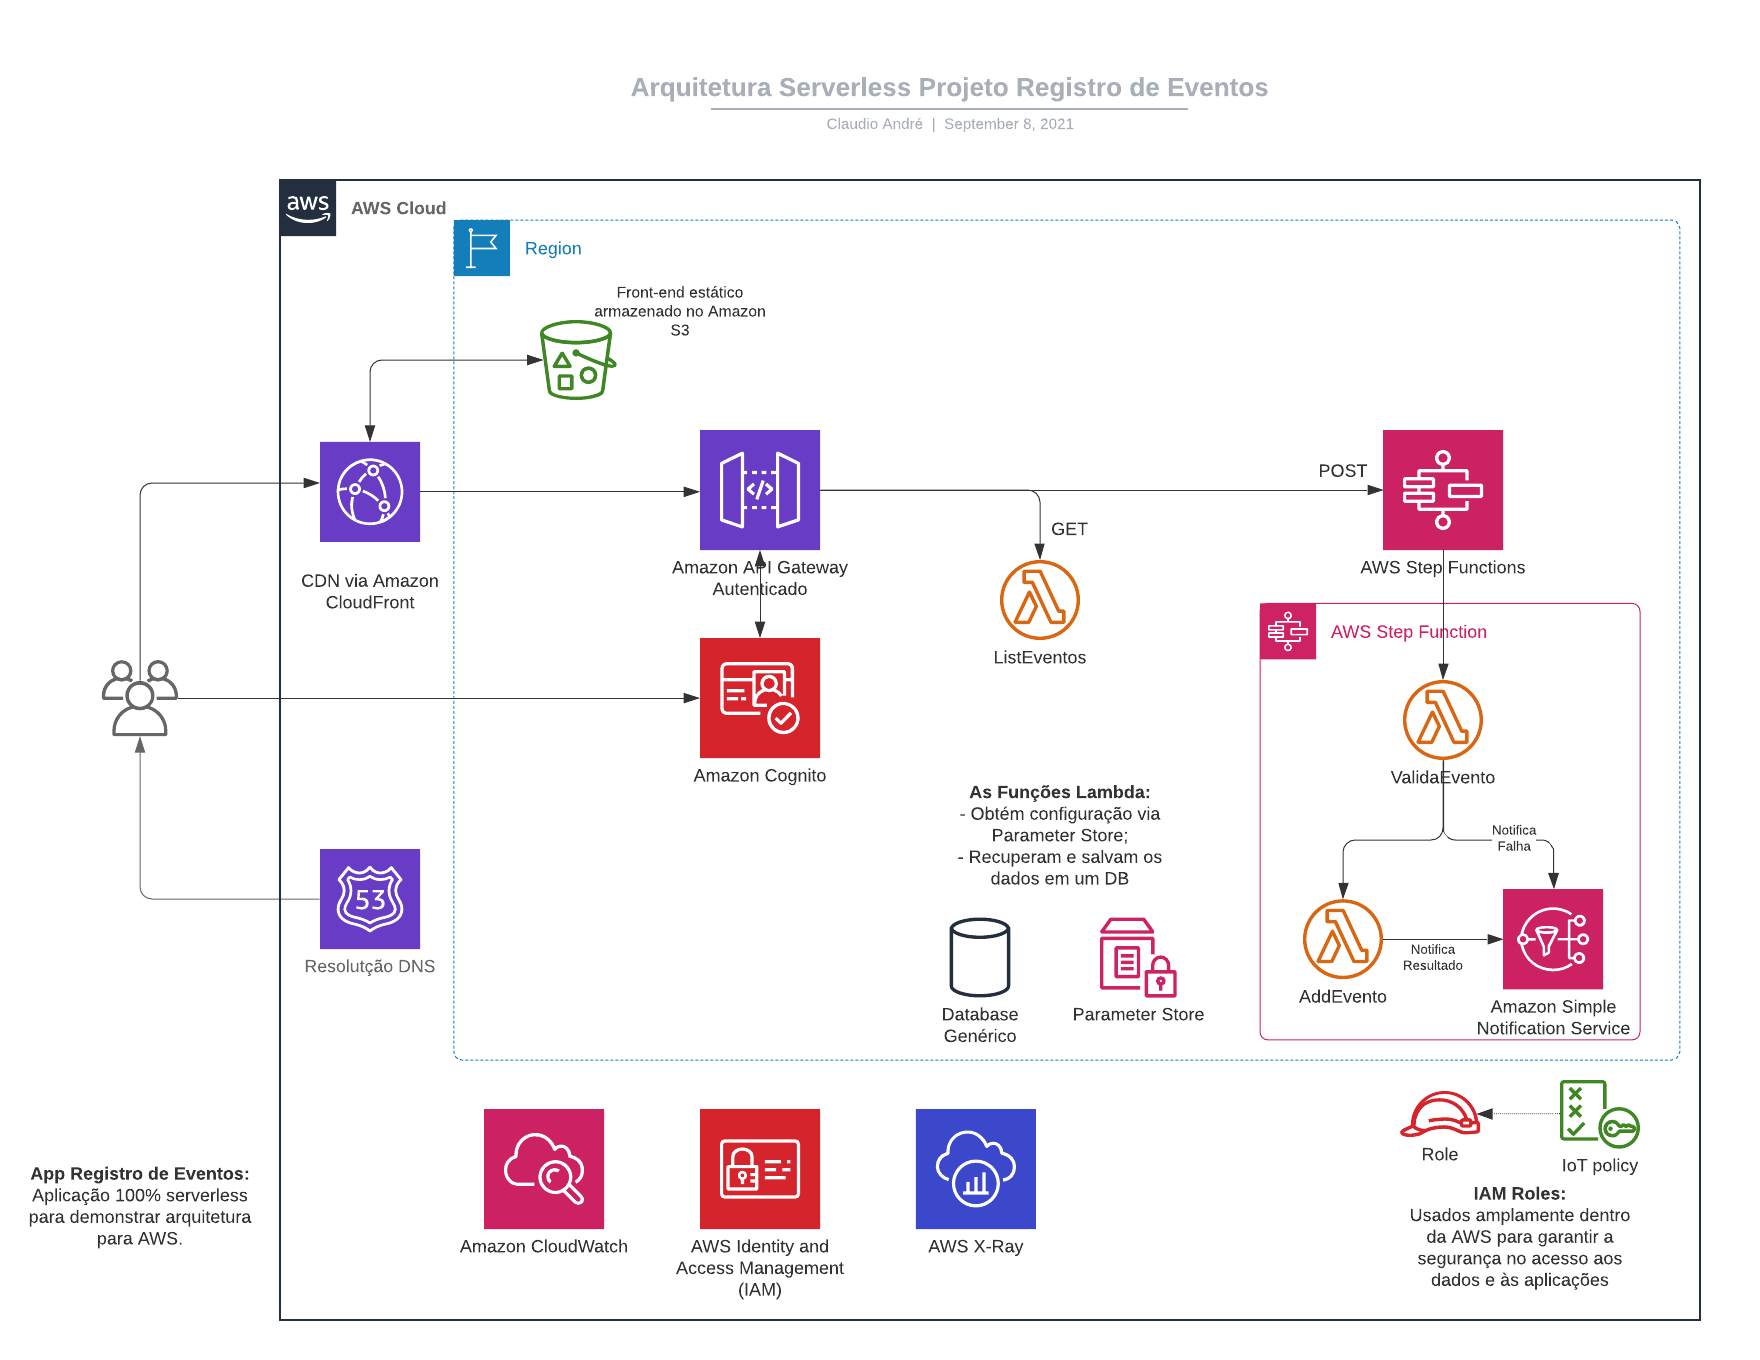 Arquitetura Serverless Projeto Registro de Eventos
Claudio André | September 8, 2021
aws
AWS Cloud
Region
Front-end estático
armazenado no Amazon
S3
CDN via Amazon
CloudFront
Amazon API Gateway
Autenticado
POST
GET
AWS Step Functions
ListEventos
AWS Step Function
Amazon Cognito
ValidaEvento
As Funções Lambda:
- Obtém configuração via
Parameter Store;
- Recuperam e salvam os
dados em um DB
Notifica
Falha
53
Resolutção DNS
Notifica
Resultado
AddEvento
Amazon Simple
Notification Service
Database
Genérico
Parameter Store
Role
IoT policy
App Registro de Eventos:
Aplicação 100% serverless
para demonstrar arquitetura
para AWS.
Amazon CloudWatch
AWS Identity and
Access Management
(IAM)
AWS X-Ray
IAM Roles:
Usados amplamente dentro
da AWS para garantir a
segurança no acesso aos
dados e às aplicações